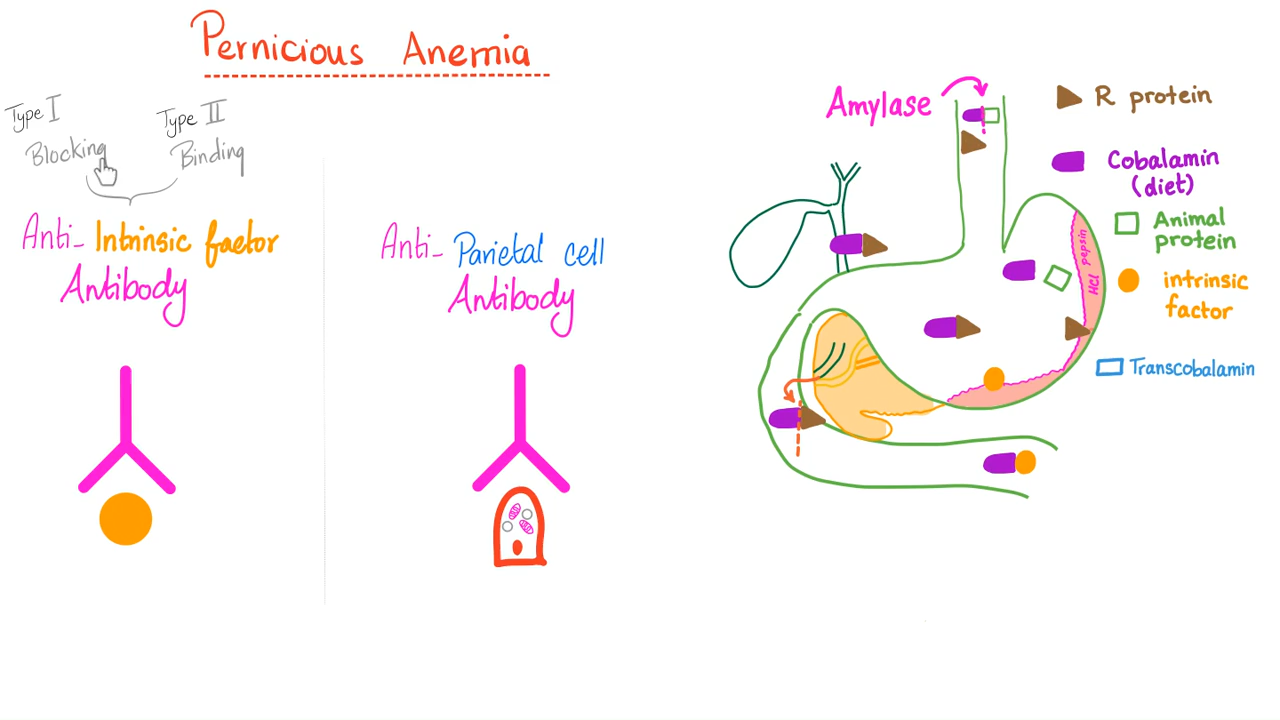 Pernicious Anemia
Type I
Blocking
Type II
Binding
Anti- Intrinsic factor
Antibody
Anti- Parietal cell
Antibody
Amylase
pepsin
HCl
R protein
Cobalamin
(diet)
Animal
protein
intrinsic
factor
Transcobalamin